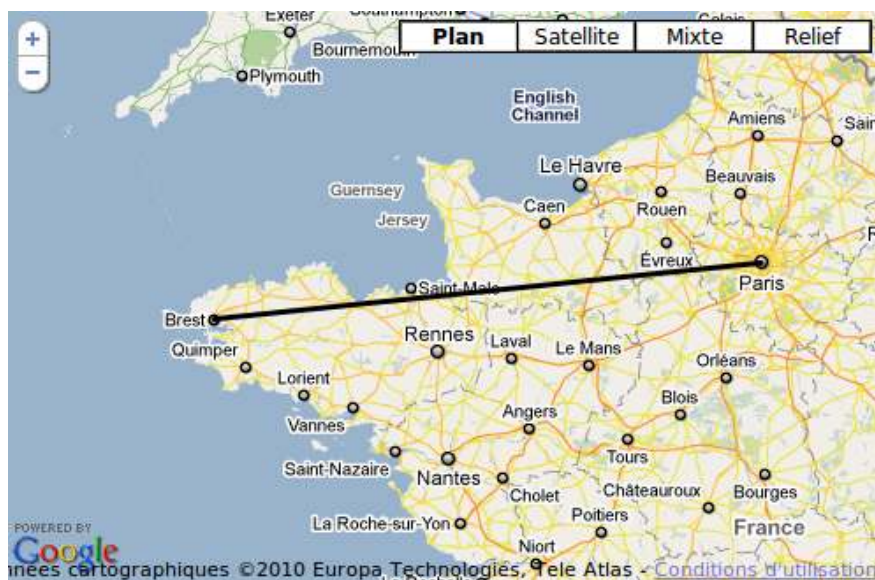 +
−
Exeter
Southampton
Plan
Satellite
Mixte
Relief
Calais
Bournemouth
Plymouth
English
Channel
Amiens
Sain
Le Havre
Guernsey
Beauvais
Jersey
Caen
Rouen
Évreux
Paris
Saint-Malo
Brest
Rennes
Laval
Le Mans
Quimper
Orléans
Lorient
Blois
Vannes
Angers
Saint-Nazaire
Nantes
Tours
Cholet
Châteauroux
Bourges
La Roche-sur-Yon
Poitiers
France
POWERED BY
Google
Niort
nnées cartographiques ©2010 Europa Technologies, Tele Atlas - Conditions d'utilisation